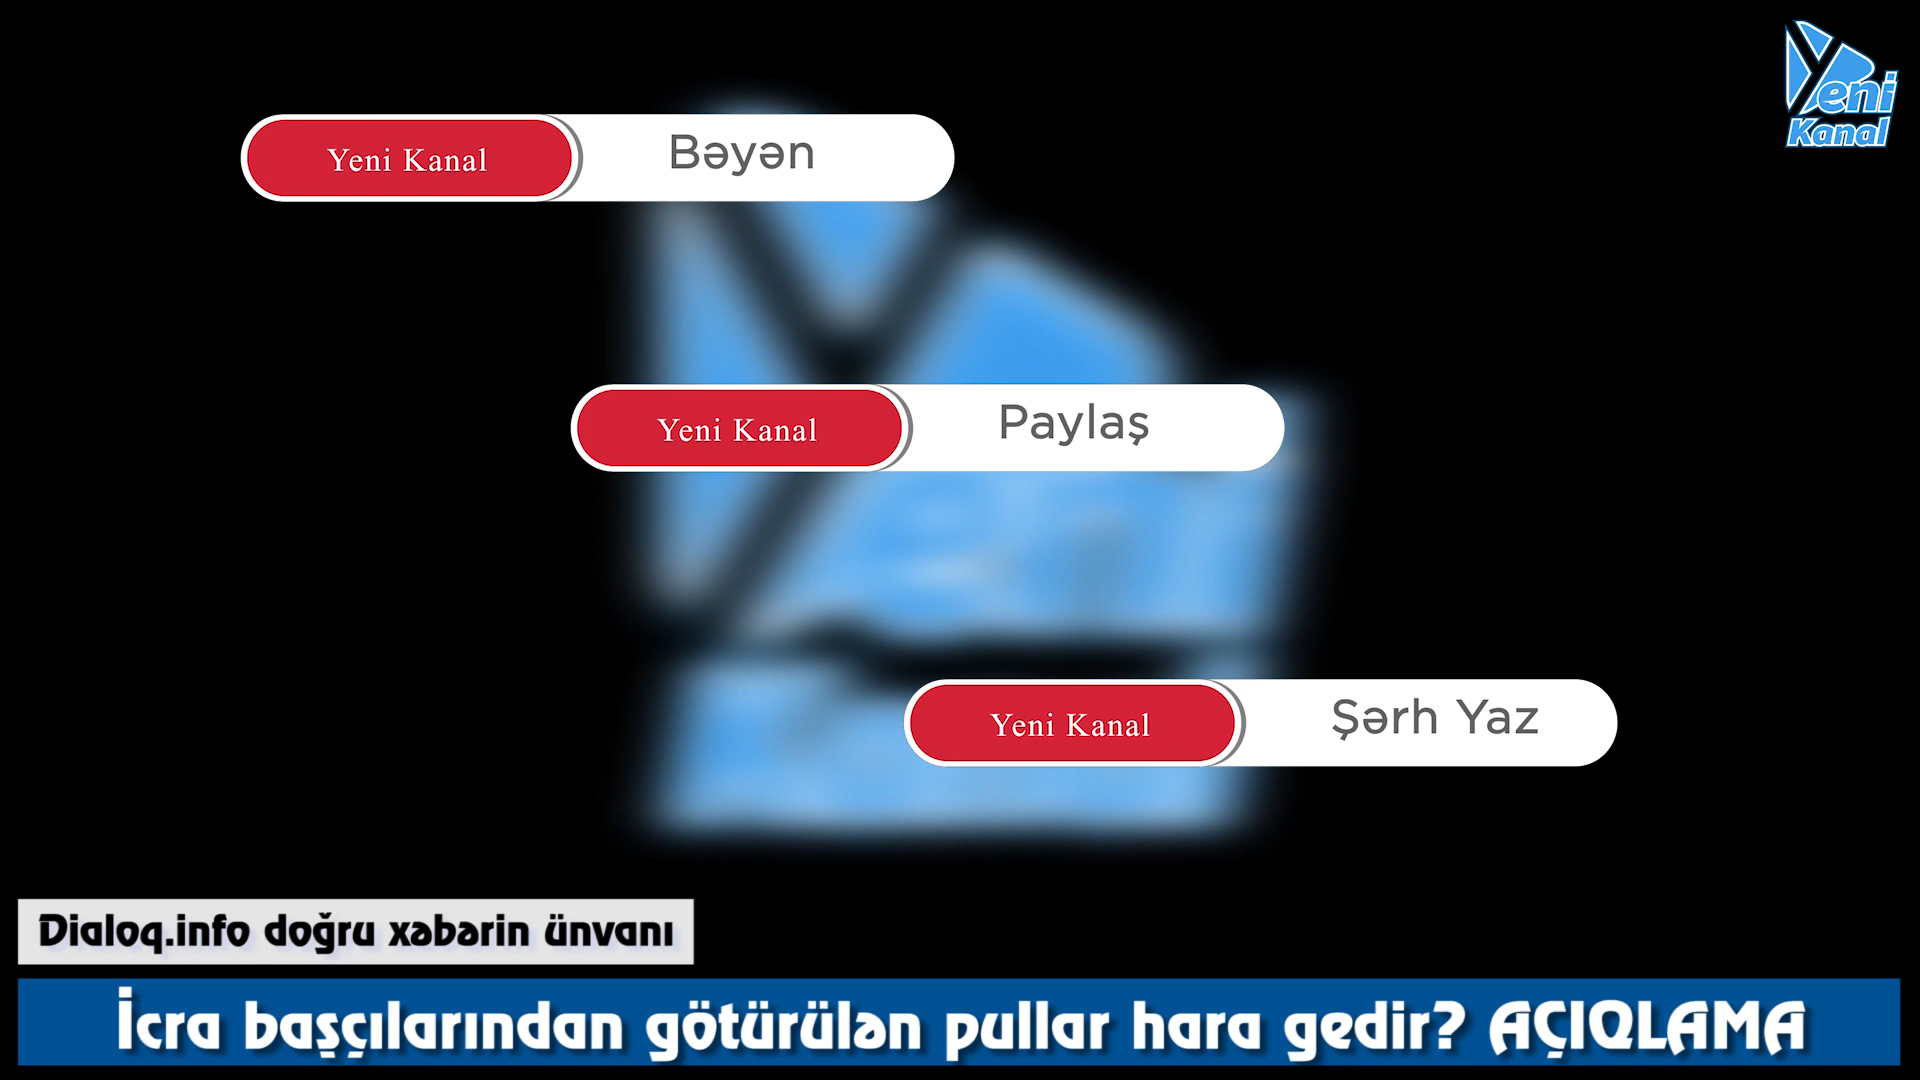 Yeni
Kanal
Yeni Kanal Bəyən
Yeni Kanal Paylaş
Yeni Kanal Şərh Yaz
Dialoq.info doğru xəbərin ünvanı
İcra başçılarından götürülən pullar hara gedir? AÇIQLAMA